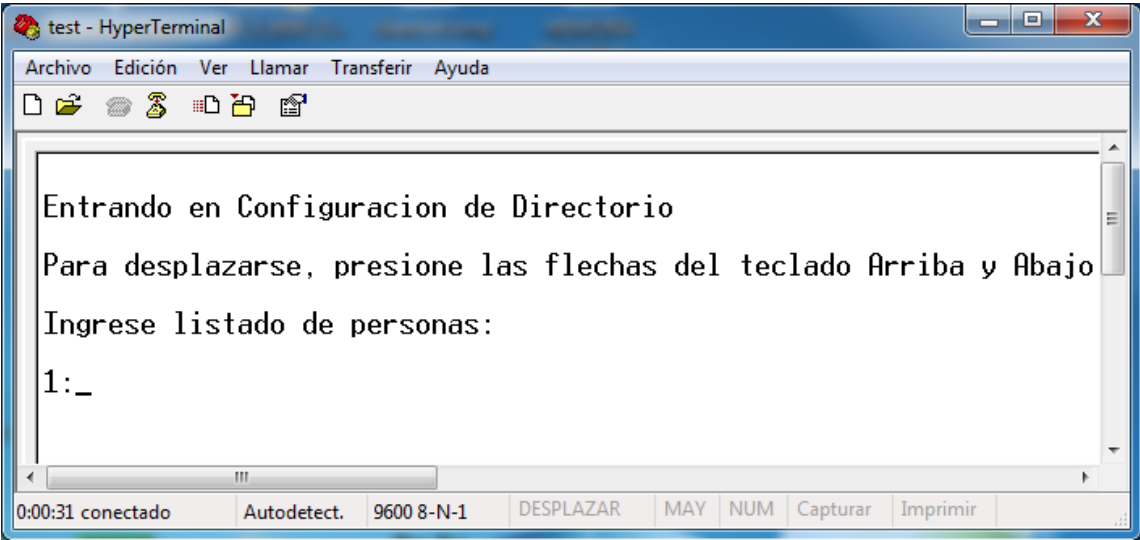 test - HyperTerminal
Archivo Edición Ver Llamar Transferir Ayuda
Entrando en Configuracion de Directorio
Para desplazarse, presione las flechas del teclado Arriba y Abajo
Ingrese listado de personas:
1:_
0:00:31 conectado Autodetect. 9600 8-N-1 DESPLAZAR MAY NUM Capturar Imprimir